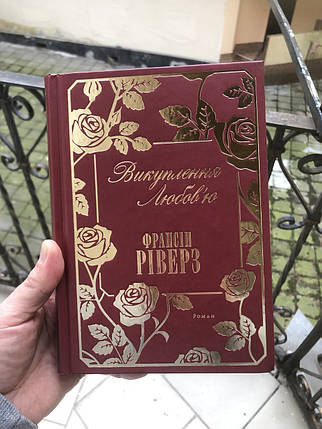 Викуплення
Любов'ю
ФРАНСІН
РІВЕРЗ
Роман